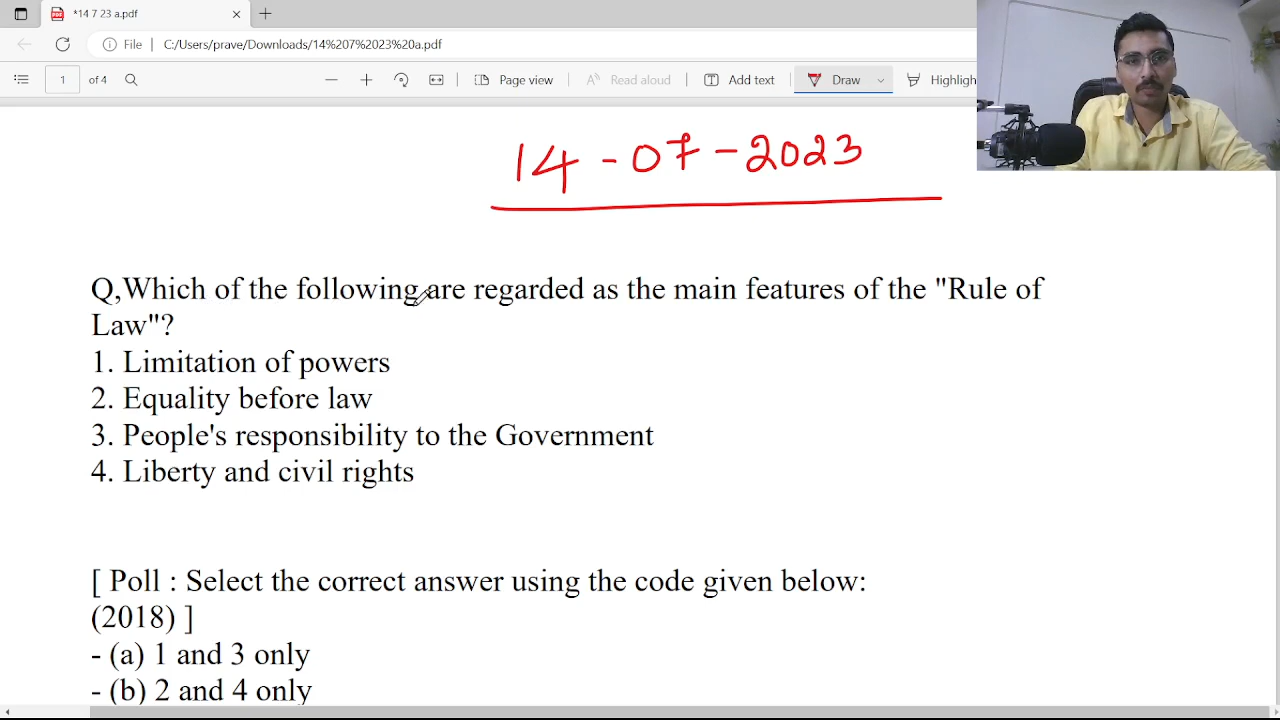 *14 7 23 a.pdf
File | C:/Users/prave/Downloads/14%207%2023%20a.pdf
1 of 4 Page view Read aloud Add text Draw Highligh
14-07-2023
Q,Which of the following are regarded as the main features of the "Rule of
Law"?
1. Limitation of powers
2. Equality before law
3. People's responsibility to the Government
4. Liberty and civil rights
[ Poll : Select the correct answer using the code given below:
(2018) ]
- (a) 1 and 3 only
- (b) 2 and 4 only